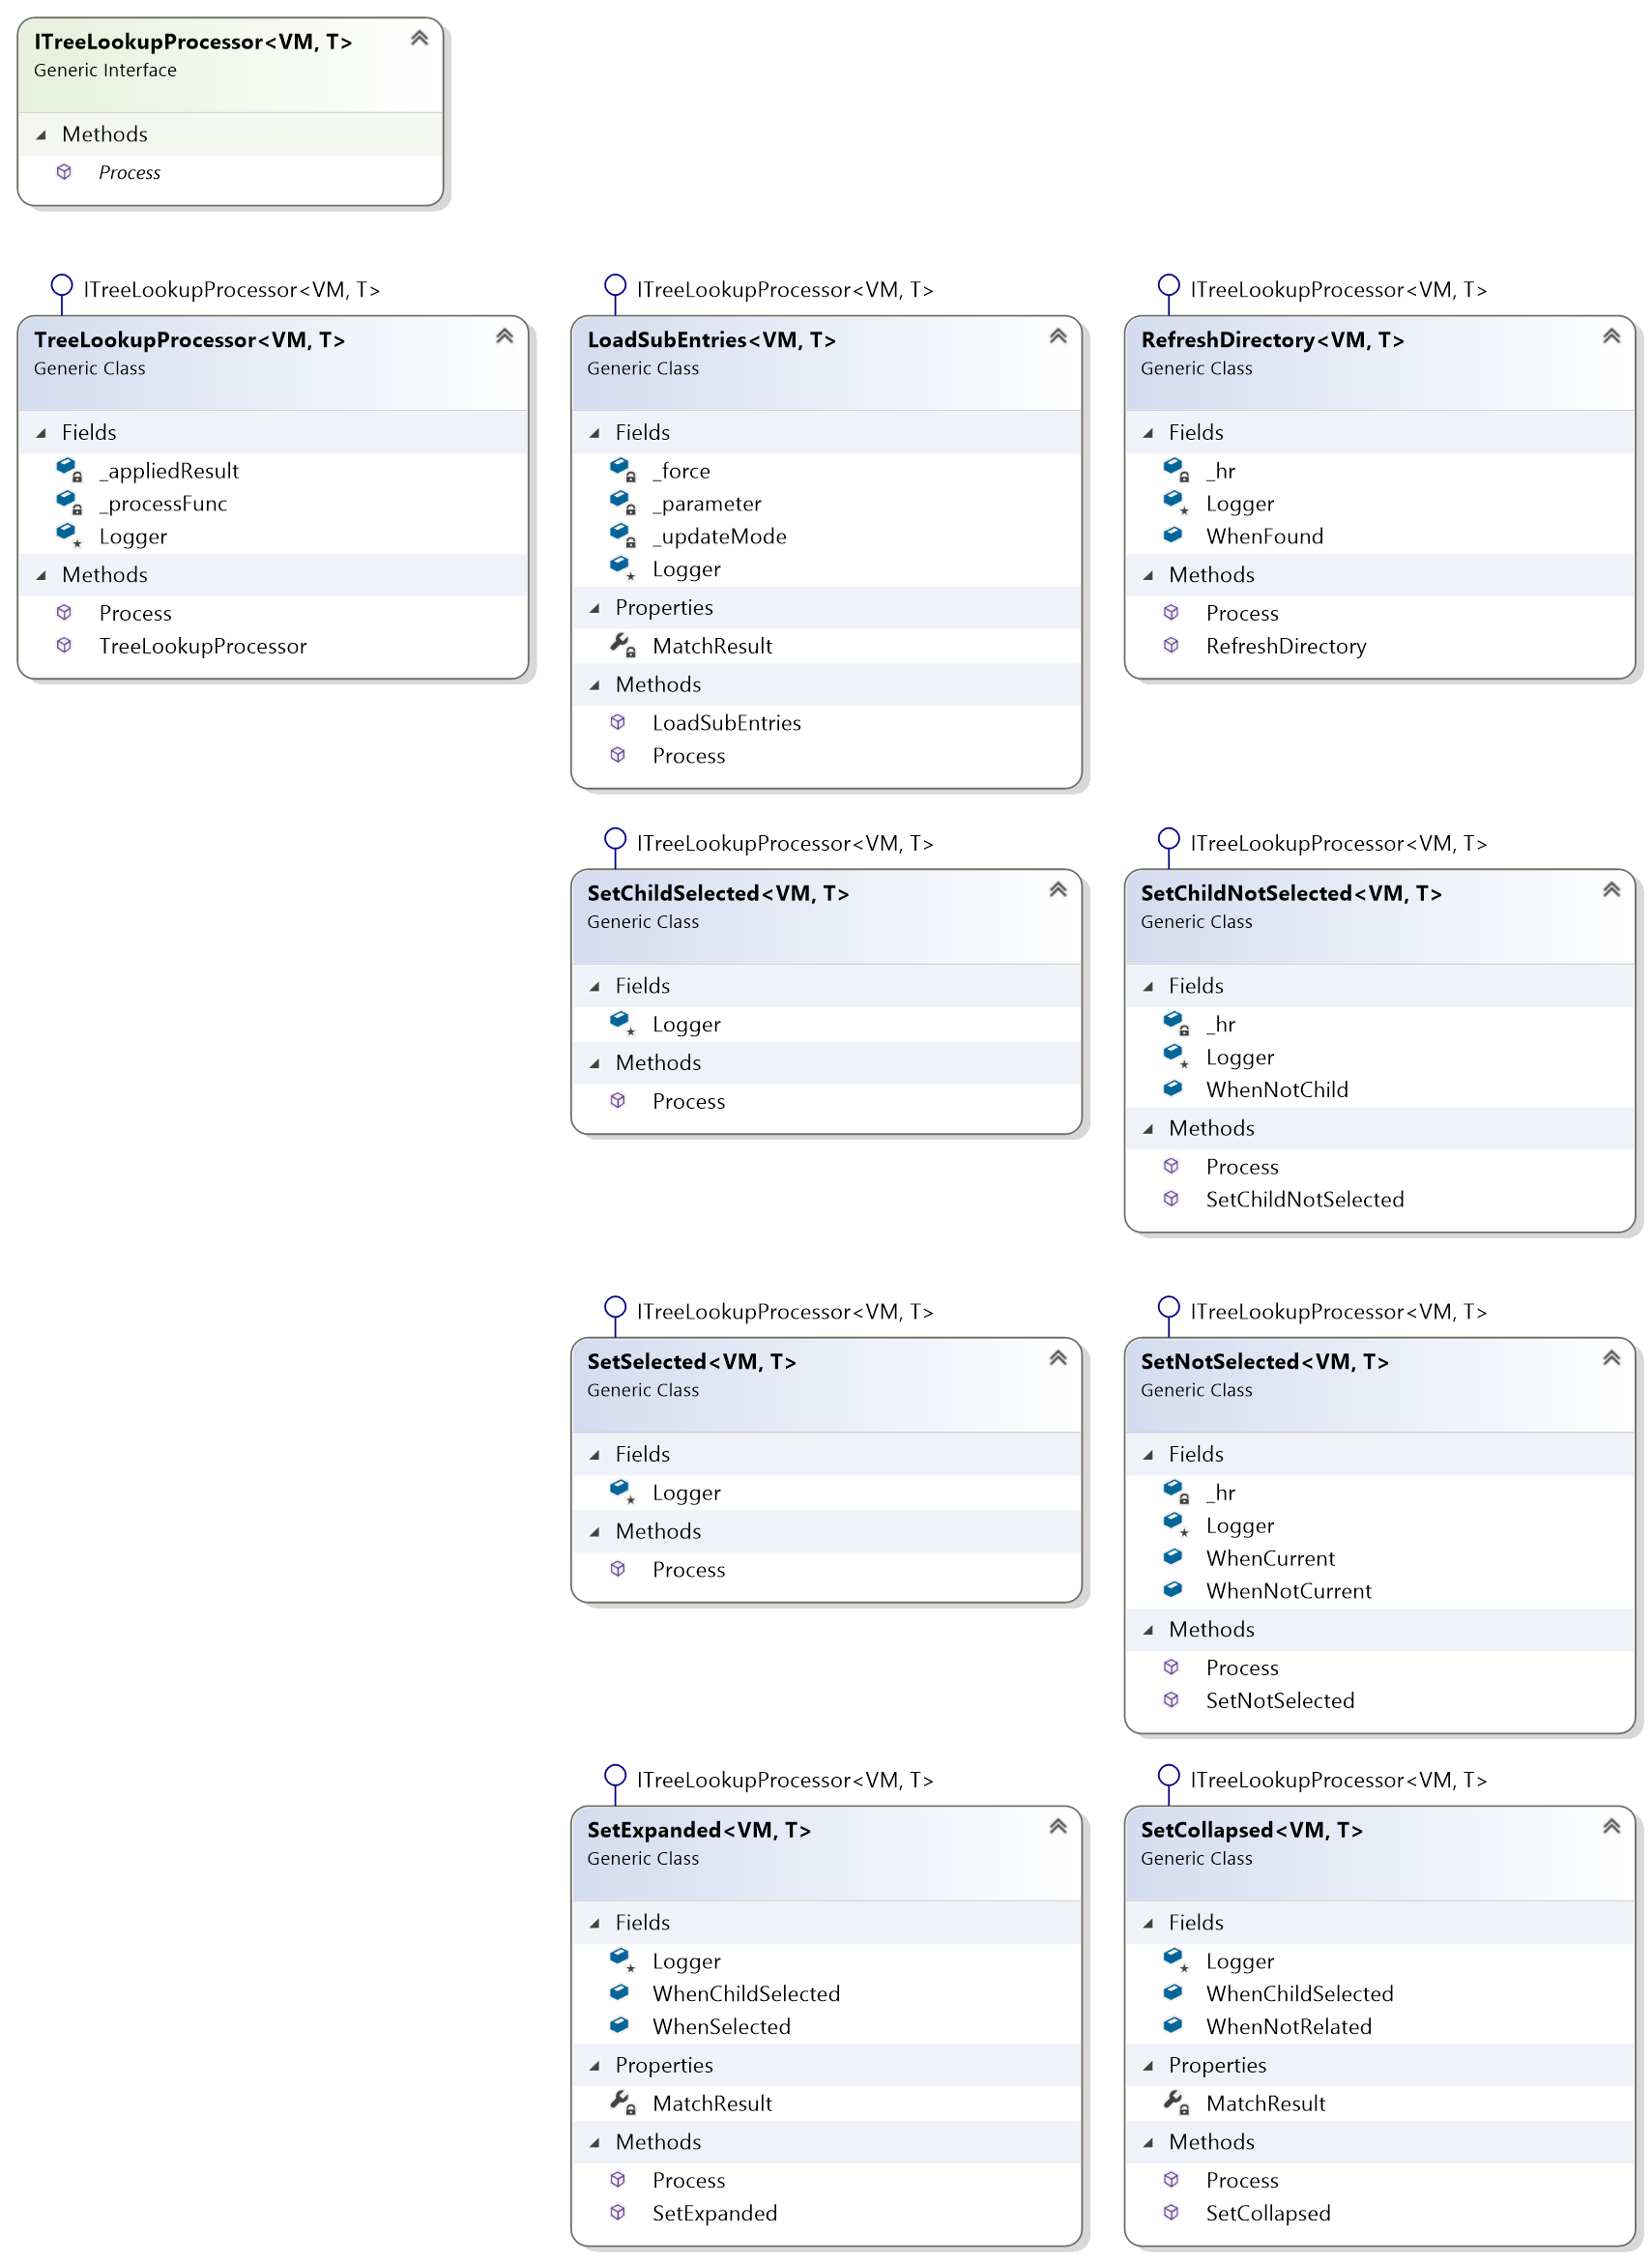 ITreeLookupProcessor<VM, T>
Generic Interface
Methods
Process
ITreeLookupProcessor<VM, T>
TreeLookupProcessor<VM, T>
Generic Class
Fields
_appliedResult
_processFunc
Logger
Methods
Process
TreeLookupProcessor
ITreeLookupProcessor<VM, T>
LoadSubEntries<VM, T>
Generic Class
Fields
_force
_parameter
_updateMode
Logger
Properties
MatchResult
Methods
LoadSubEntries
Process
ITreeLookupProcessor<VM, T>
RefreshDirectory<VM, T>
Generic Class
Fields
_hr
Logger
WhenFound
Methods
Process
RefreshDirectory
ITreeLookupProcessor<VM, T>
SetChildSelected<VM, T>
Generic Class
Fields
Logger
Methods
Process
ITreeLookupProcessor<VM, T>
SetChildNotSelected<VM, T>
Generic Class
Fields
_hr
Logger
WhenNotChild
Methods
Process
SetChildNotSelected
ITreeLookupProcessor<VM, T>
SetSelected<VM, T>
Generic Class
Fields
Logger
Methods
Process
ITreeLookupProcessor<VM, T>
SetNotSelected<VM, T>
Generic Class
Fields
_hr
Logger
WhenCurrent
WhenNotCurrent
Methods
Process
SetNotSelected
ITreeLookupProcessor<VM, T>
SetExpanded<VM, T>
Generic Class
Fields
Logger
WhenChildSelected
WhenSelected
Properties
MatchResult
Methods
Process
SetExpanded
ITreeLookupProcessor<VM, T>
SetCollapsed<VM, T>
Generic Class
Fields
Logger
WhenChildSelected
WhenNotRelated
Properties
MatchResult
Methods
Process
SetCollapsed